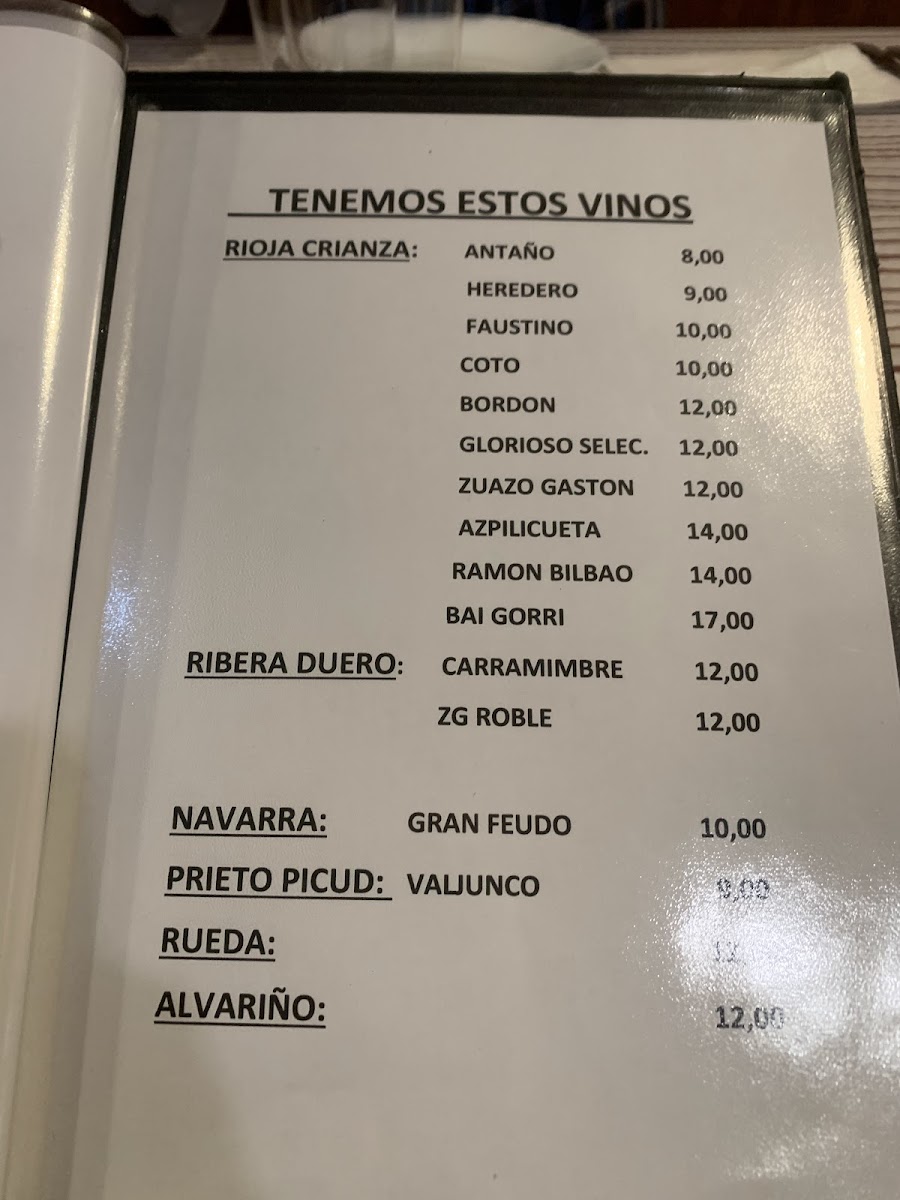 TENEMOS ESTOS VINOS
RIOJA CRIANZA: ANTAÑO 8,00
HEREDERO 9,00
FAUSTINO 10,00
COTO 10,00
BORDON 12,00
GLORIOSO SELEC. 12,00
ZUAZO GASTON 12,00
AZPILICUETA 14,00
RAMON BILBAO 14,00
BAI GORRI 17,00
RIBERA DUERO: CARRAMIMBRE 12,00
ZG ROBLE 12,00
NAVARRA: GRAN FEUDO 10,00
PRIETO PICUD: VALJUNCO 9,00
RUEDA:
ALVARIÑO: 12,00